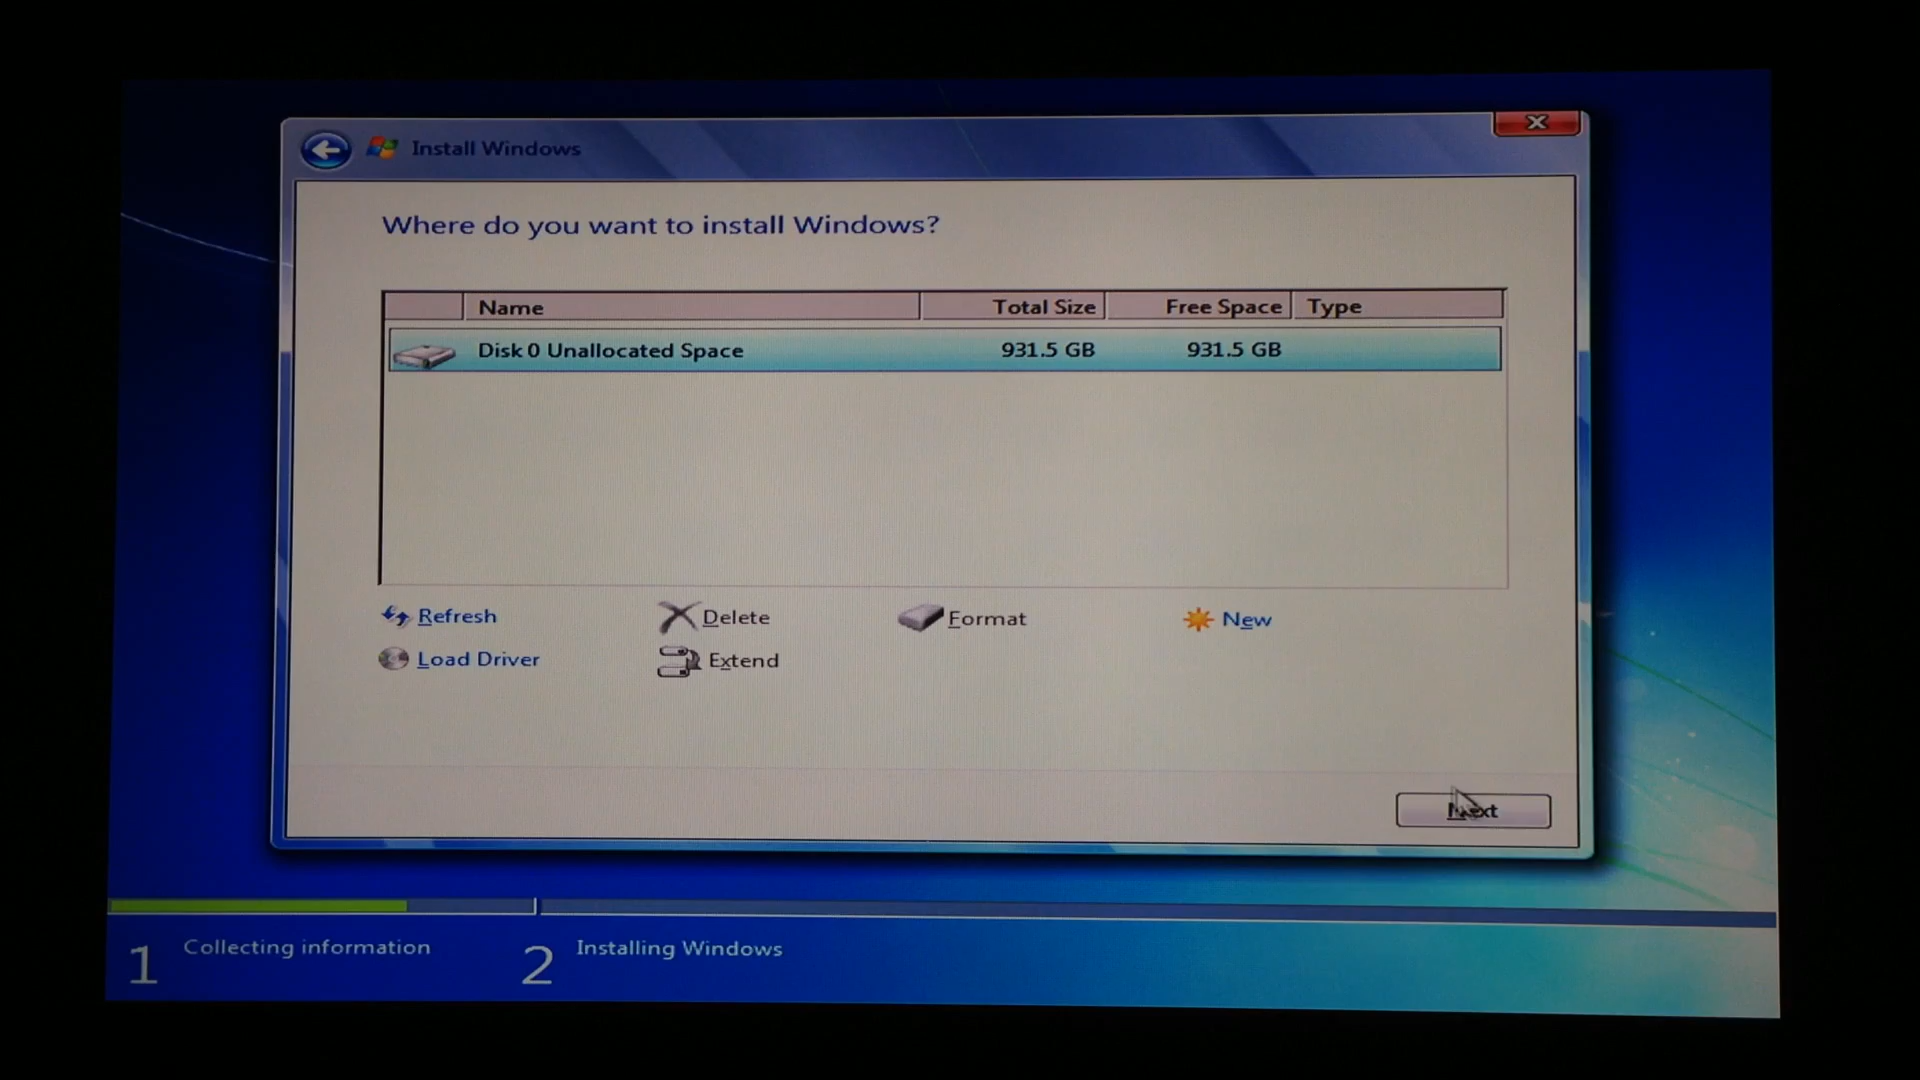 Install Windows
Where do you want to install Windows?
Name Total Size Free Space Type
Disk 0 Unallocated Space 931.5 GB 931.5 GB
Refresh Delete Format New
Load Driver Extend
Next
1 Collecting information 2 Installing Windows